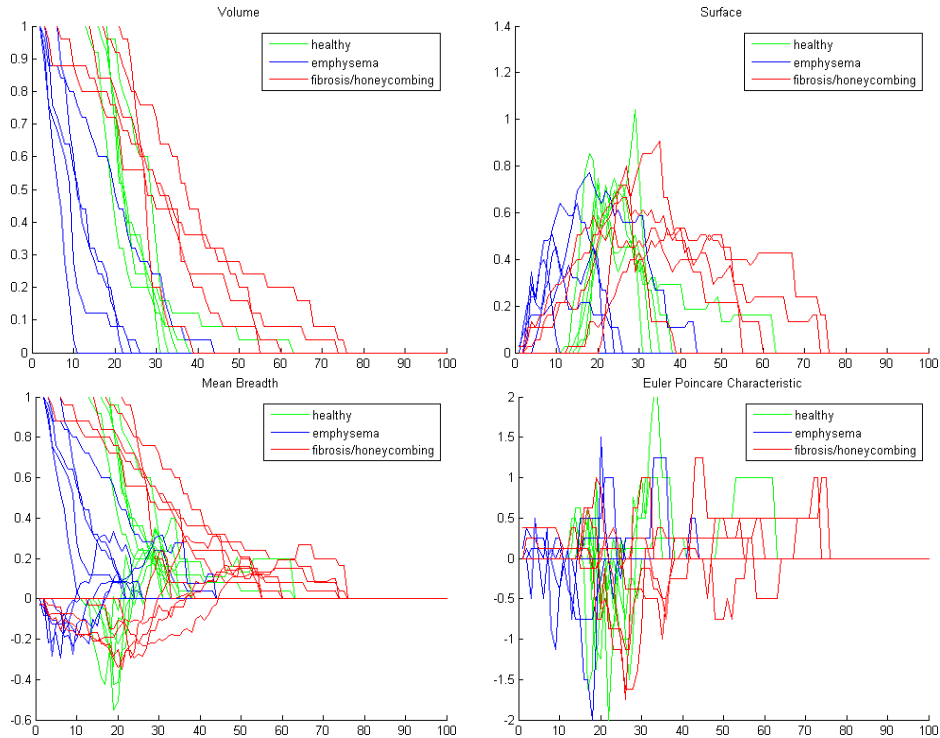 Volume
1
0.9
0.8
0.7
0.6
0.5
0.4
0.3
0.2
0.1
0
0 10 20 30 40 50 60 70 80 90 100
healthy
emphysema
fibrosis/honeycombing
Surface
1.4
1.2
1
0.8
0.6
0.4
0.2
0
0 10 20 30 40 50 60 70 80 90 100
healthy
emphysema
fibrosis/honeycombing
Mean Breadth
1
0.8
0.6
0.4
0.2
0
-0.2
-0.4
-0.6
0 10 20 30 40 50 60 70 80 90 100
healthy
emphysema
fibrosis/honeycombing
Euler Poincare Characteristic
2
1.5
1
0.5
0
-0.5
-1
-1.5
-2
0 10 20 30 40 50 60 70 80 90 100
healthy
emphysema
fibrosis/honeycombing